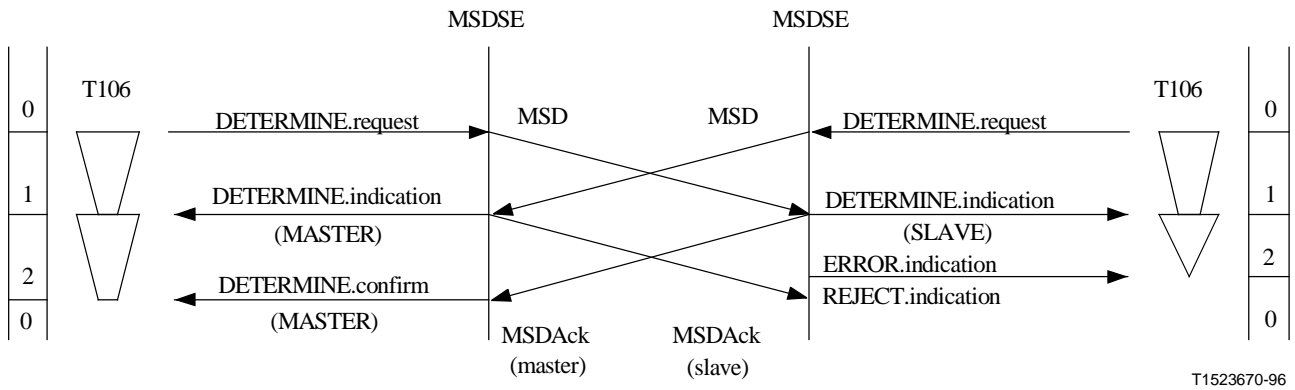 MSDSE MSDSE
T106 T106
0 0
DETERMINE.request MSD MSD DETERMINE.request
1 1
DETERMINE.indication DETERMINE.indication
(MASTER) (SLAVE)
2 2
ERROR.indication
DETERMINE.confirm REJECT.indication
(MASTER)
0 0
MSDAck MSDAck
(master) (slave)
T1523670-96